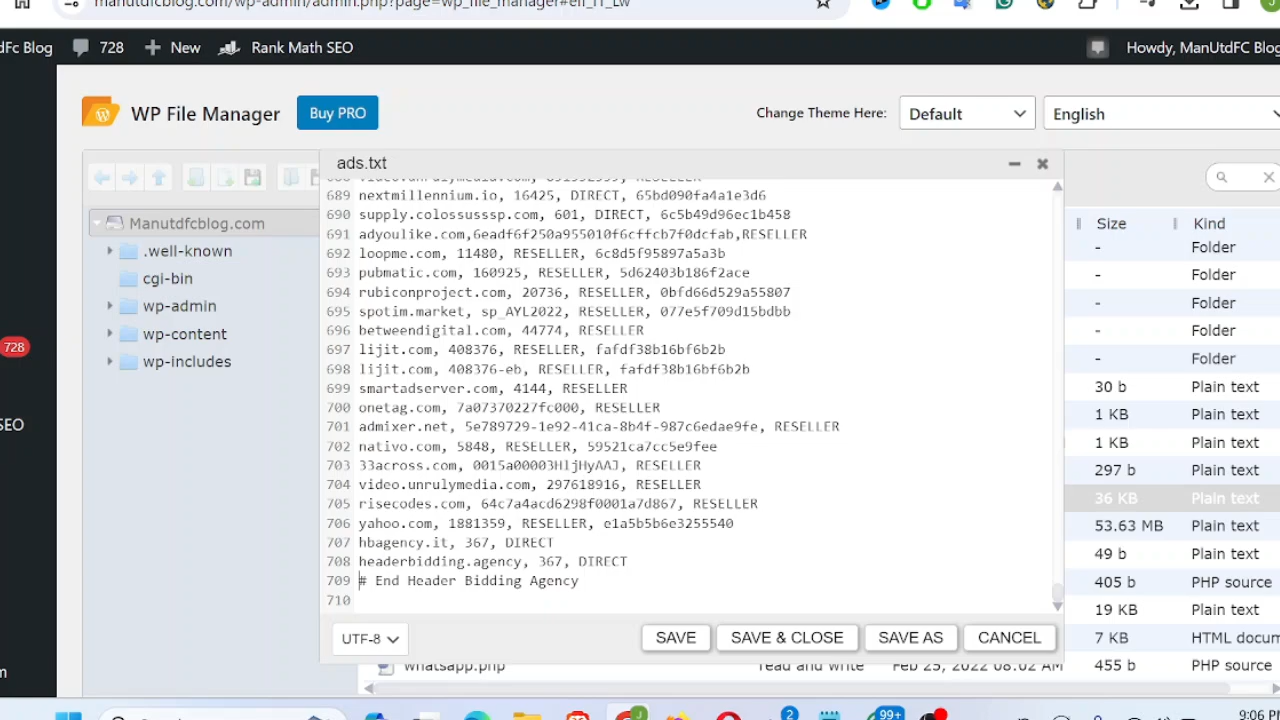 manutdfcblog.com/wp-admin/admin.php?page=wp_file_manager#elf_l1_Lw
dFc Blog 728 New Rank Math SEO Howdy, ManUtdFC Blog
WP File Manager Buy PRO Change Theme Here: Default English
ads.txt
Manutdfcblog.com
.well-known
cgi-bin
wp-admin
wp-content
wp-includes
728
SEO
689 nextmillennium.io, 16425, DIRECT, 65bd090fa4a1e3d6
690 supply.colossusssp.com, 601, DIRECT, 6c5b49d96ec1b458
691 adyoulike.com,6eadf6f250a955010f6cffcb7f0dcfab,RESELLER
692 loopme.com, 11480, RESELLER, 6c8d5f95897a5a3b
693 pubmatic.com, 160925, RESELLER, 5d62403b186f2ace
694 rubiconproject.com, 20736, RESELLER, 0bfd66d529a55807
695 spotim.market, sp_AYL2022, RESELLER, 077e5f709d15bdbb
696 betweendigital.com, 44774, RESELLER
697 lijit.com, 408376, RESELLER, fafdf38b16bf6b2b
698 lijit.com, 408376-eb, RESELLER, fafdf38b16bf6b2b
699 smartadserver.com, 4144, RESELLER
700 onetag.com, 7a07370227fc000, RESELLER
701 admixer.net, 5e789729-1e92-41ca-8b4f-987c6edae9fe, RESELLER
702 nativo.com, 5848, RESELLER, 59521ca7cc5e9fee
703 33across.com, 0015a00003HljHyAAJ, RESELLER
704 video.unrulymedia.com, 297618916, RESELLER
705 risecodes.com, 64c7a4acd6298f0001a7d867, RESELLER
706 yahoo.com, 1881359, RESELLER, e1a5b5b6e3255540
707 hbagency.it, 367, DIRECT
708 headerbidding.agency, 367, DIRECT
709 # End Header Bidding Agency
710
UTF-8 SAVE SAVE & CLOSE SAVE AS CANCEL
whatsapp.php read and write Feb 25, 2022 08:02 AM 455 b PHP source
Size Kind
- Folder
- Folder
- Folder
- Folder
- Folder
30 b Plain text
1 KB Plain text
1 KB Plain text
297 b Plain text
36 KB Plain text
53.63 MB Plain text
49 b Plain text
405 b PHP source
19 KB Plain text
7 KB HTML docum
2 99+ 9:06